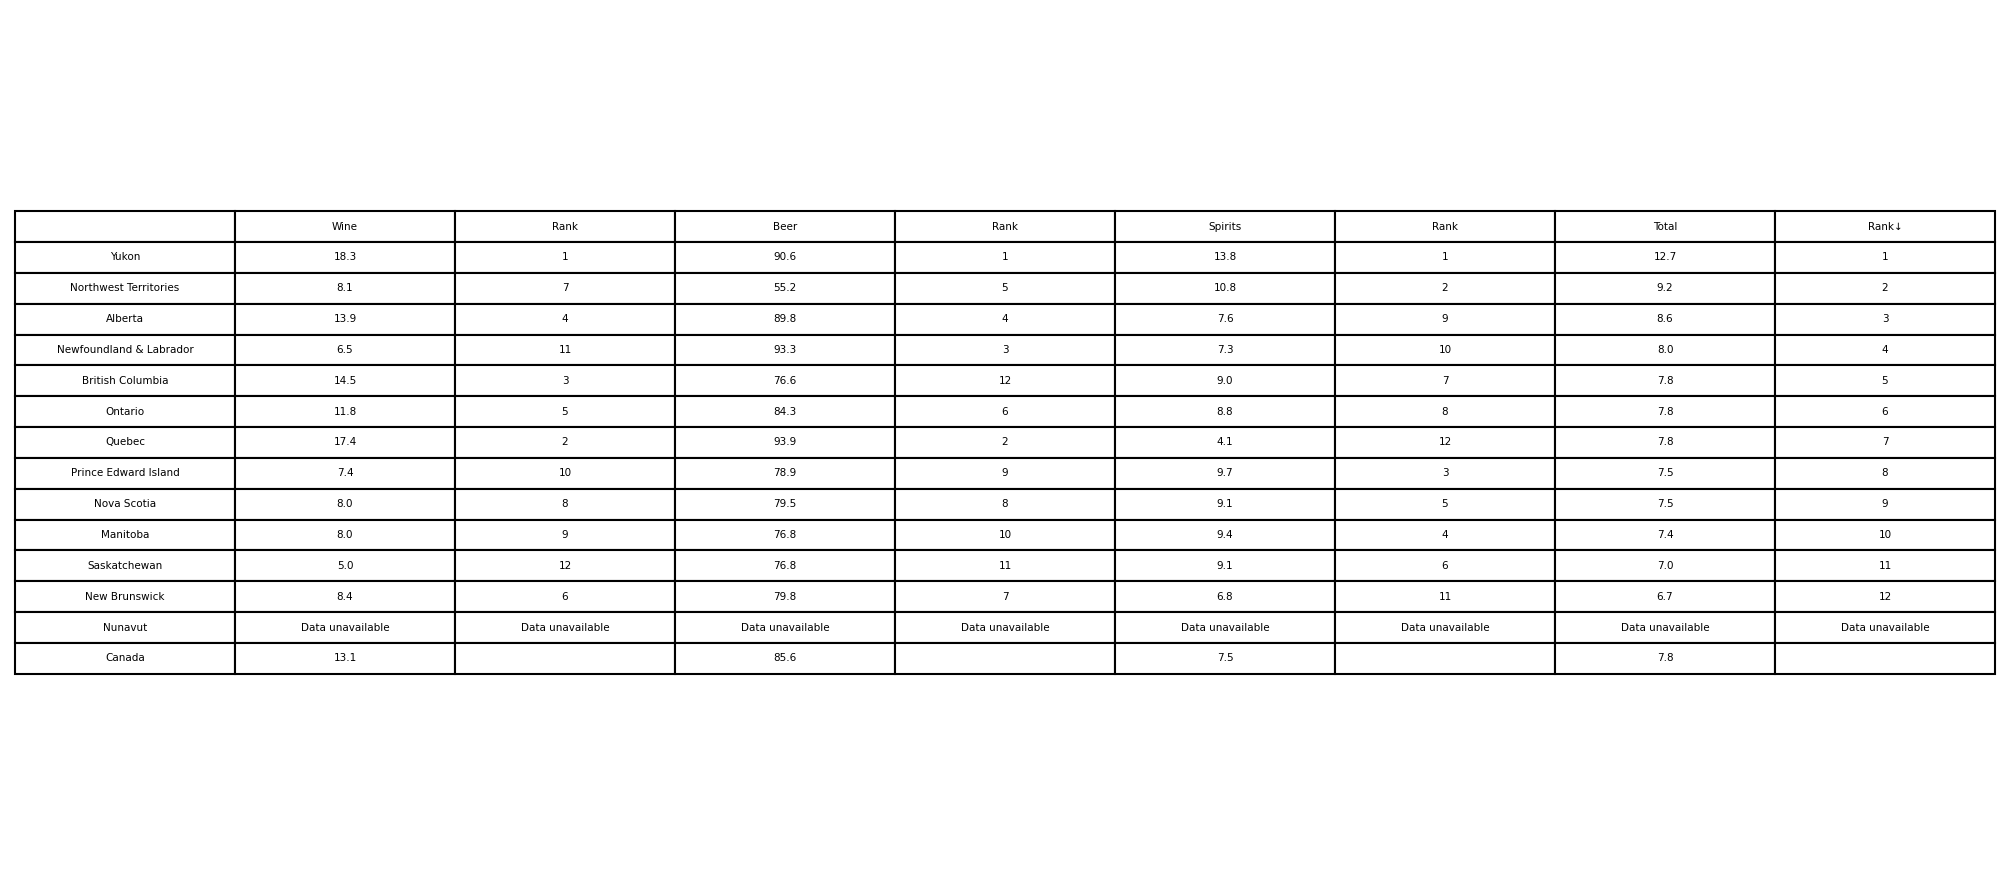 Wine Rank Beer Rank Spirits Rank Total Rank↓
Yukon 18.3 1 90.6 1 13.8 1 12.7 1
Northwest Territories 8.1 7 55.2 5 10.8 2 9.2 2
Alberta 13.9 4 89.8 4 7.6 9 8.6 3
Newfoundland & Labrador 6.5 11 93.3 3 7.3 10 8.0 4
British Columbia 14.5 3 76.6 12 9.0 7 7.8 5
Ontario 11.8 5 84.3 6 8.8 8 7.8 6
Quebec 17.4 2 93.9 2 4.1 12 7.8 7
Prince Edward Island 7.4 10 78.9 9 9.7 3 7.5 8
Nova Scotia 8.0 8 79.5 8 9.1 5 7.5 9
Manitoba 8.0 9 76.8 10 9.4 4 7.4 10
Saskatchewan 5.0 12 76.8 11 9.1 6 7.0 11
New Brunswick 8.4 6 79.8 7 6.8 11 6.7 12
Nunavut Data unavailable Data unavailable Data unavailable Data unavailable Data unavailable Data unavailable Data unavailable Data unavailable
Canada 13.1 85.6 7.5 7.8